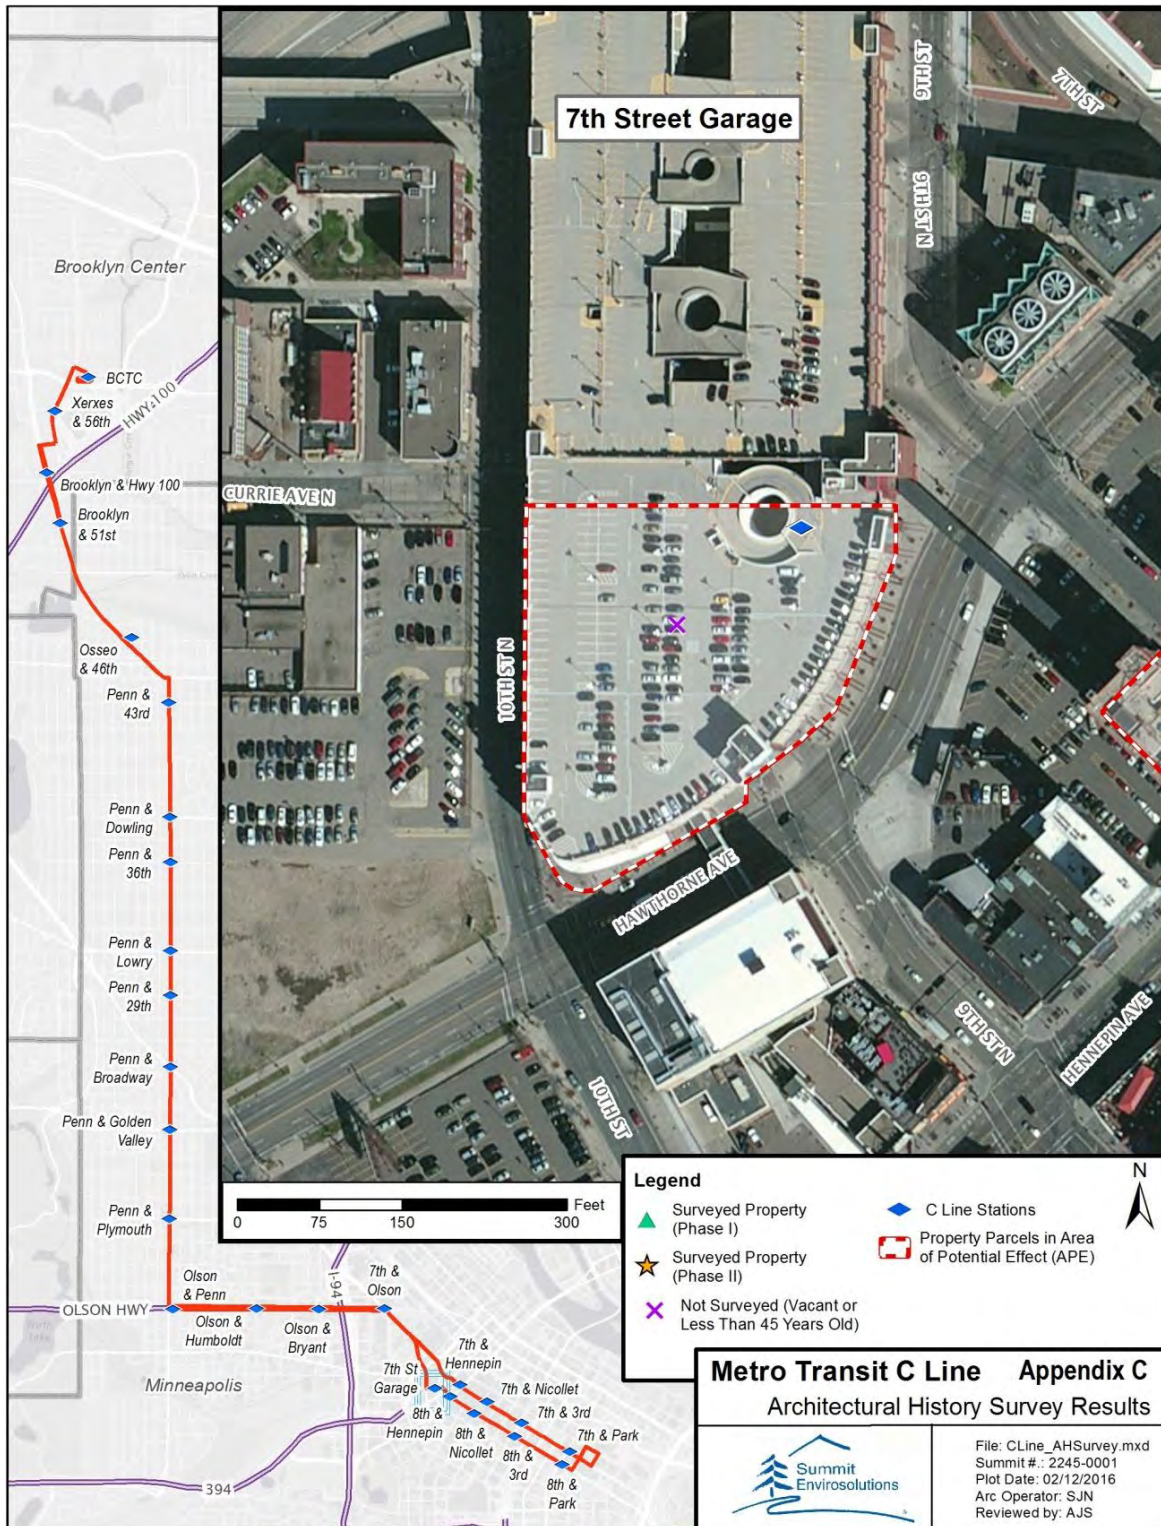 7th Street Garage
9TH ST
7TH ST
9TH ST N
CURRIE AVE N
10TH ST N
HAWTHORNE AVE
9TH ST N
HENNEPIN AVE
10TH ST
Brooklyn Center
BCTC
Xerxes
& 56th
HWY 100
Brooklyn & Hwy 100
Brooklyn
& 51st
Osseo
& 46th
Penn &
43rd
Penn &
Dowling
Penn &
36th
Penn &
Lowry
Penn &
29th
Penn &
Broadway
Penn & Golden
Valley
Penn &
Plymouth
Olson
& Penn
OLSON HWY
Olson &
Humboldt
Olson &
Bryant
I-94
7th &
Olson
7th &
Hennepin
7th St
Garage
7th & Nicollet
7th & 3rd
7th & Park
8th &
Hennepin
8th &
Nicollet
8th &
3rd
8th &
Park
Minneapolis
394
Feet
0 75 150 300
N
Legend
Surveyed Property
(Phase I)
Surveyed Property
(Phase II)
Not Surveyed (Vacant or
Less Than 45 Years Old)
C Line Stations
Property Parcels in Area
of Potential Effect (APE)
Metro Transit C Line Appendix C
Architectural History Survey Results
Summit
Envirosolutions
File: CLine_AHSurvey.mxd
Summit #.: 2245-0001
Plot Date: 02/12/2016
Arc Operator: SJN
Reviewed by: AJS